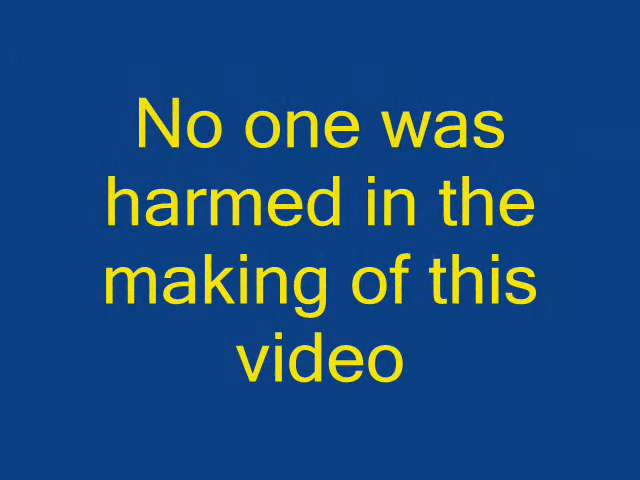 No one was
harmed in the
making of this
video